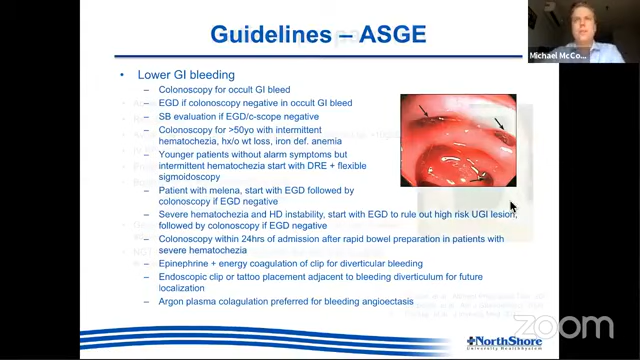 Guidelines – ASGE
Michael McCo...
• Lower GI bleeding
– Colonoscopy for occult GI bleed
– EGD if colonoscopy negative in occult GI bleed
– SB evaluation if EGD/c-scope negative
– Colonoscopy for >50yo with intermittent
hematochezia, hx/o wt loss, iron def. anemia
– Younger patients without alarm symptoms but
intermittent hematochezia start with DRE + flexible
sigmoidoscopy
– Patient with melena, start with EGD followed by
colonoscopy if EGD negative
– Severe hematochezia and HD instability, start with EGD to rule out high risk UGI lesion,
followed by colonoscopy if EGD negative
– Colonoscopy within 24hrs of admission after rapid bowel preparation in patients with
severe hematochezia
– Epinephrine + energy coagulation of clip for diverticular bleeding
– Endoscopic clip or tattoo placement adjacent to bleeding diverticulum for future
localization
– Argon plasma colagulation preferred for bleeding angioectasis
zoom
NorthShore
University HealthSystem